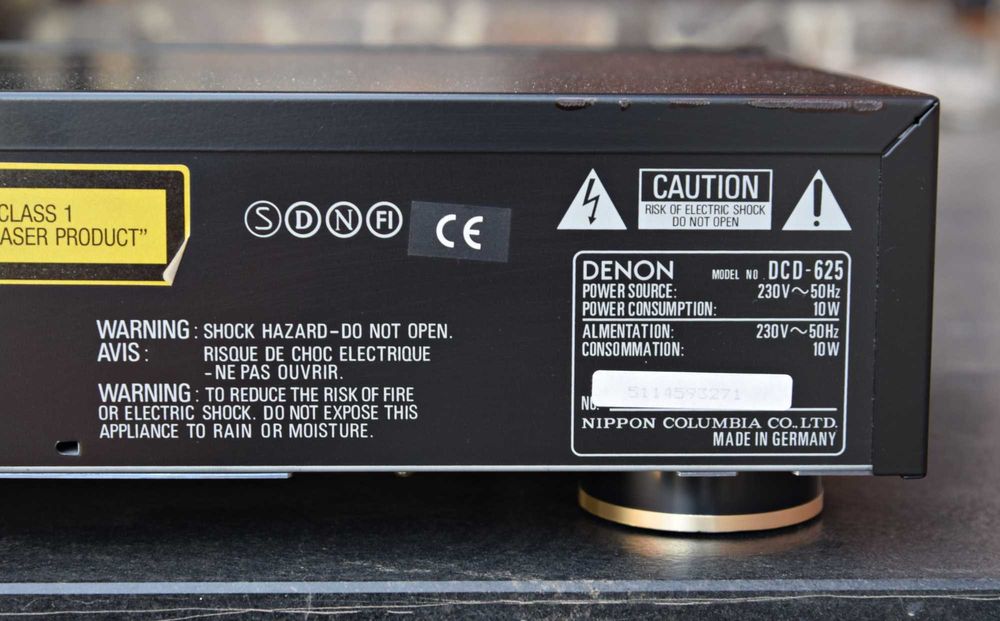 CLASS 1
ASER PRODUCT”
S D N FI
CE
CAUTION
RISK OF ELECTRIC SHOCK
DO NOT OPEN
WARNING : SHOCK HAZARD–DO NOT OPEN.
AVIS : RISQUE DE CHOC ELECTRIQUE
–NE PAS OUVRIR.
WARNING : TO REDUCE THE RISK OF FIRE
OR ELECTRIC SHOCK. DO NOT EXPOSE THIS
APPLIANCE TO RAIN OR MOISTURE.
DENON MODEL NO. DCD-625
POWER SOURCE: 230V～50Hz
POWER CONSUMPTION: 10W
ALMENTATION: 230V～50Hz
CONSOMMATION: 10W
5114593271
NO.
NIPPON COLUMBIA CO.,LTD.
MADE IN GERMANY